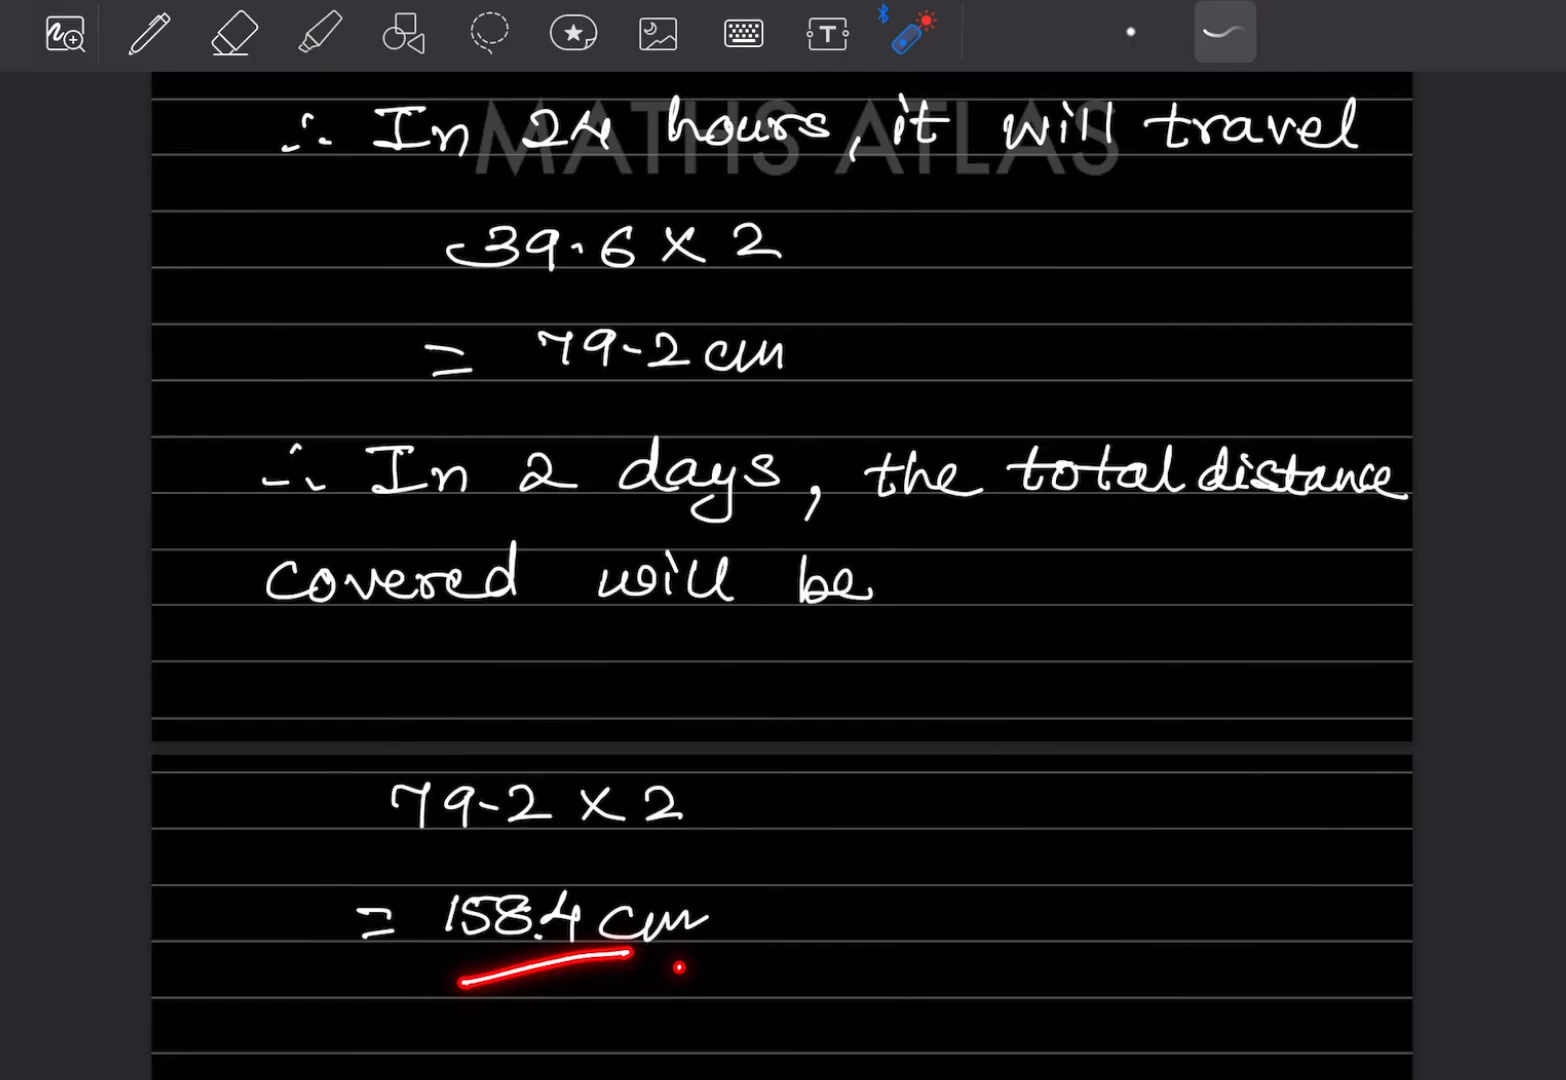 ∴ In 24 hours, it will travel
MATHS ATLAS
39.6 × 2
= 79.2 cm
∴ In 2 days, the total distance
covered will be
79.2 × 2
= 158.4 cm